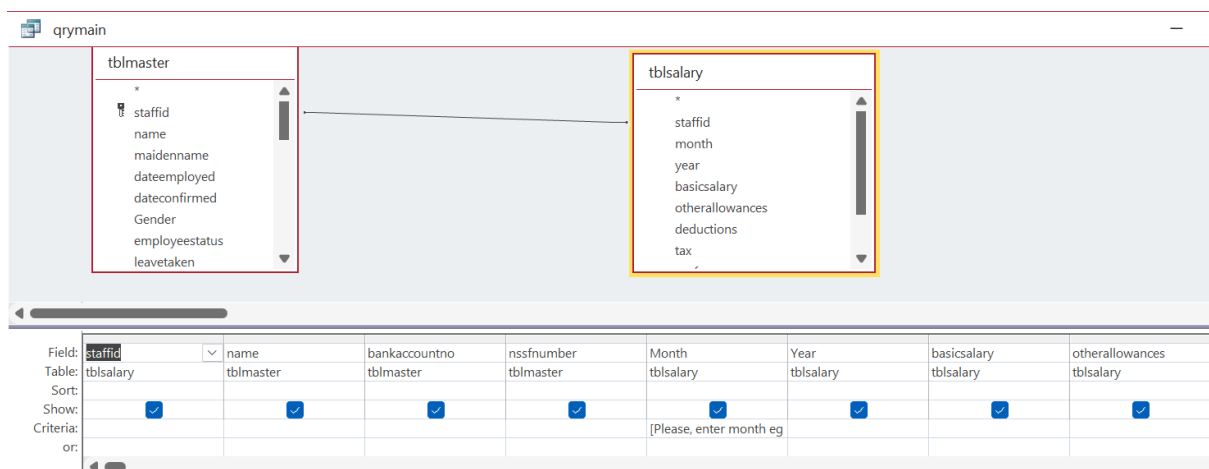 qrymain
tblmaster
*
staffid
name
maidenname
dateemployed
dateconfirmed
Gender
employeestatus
leavetaken
tblsalary
*
staffid
month
year
basicsalary
otherallowances
deductions
tax
Field: staffid name bankaccountno nssfnumber Month Year basicsalary otherallowances
Table: tblsalary tblmaster tblmaster tblmaster tblsalary tblsalary tblsalary tblsalary
Sort:
Show:
Criteria: [Please, enter month eg
or: